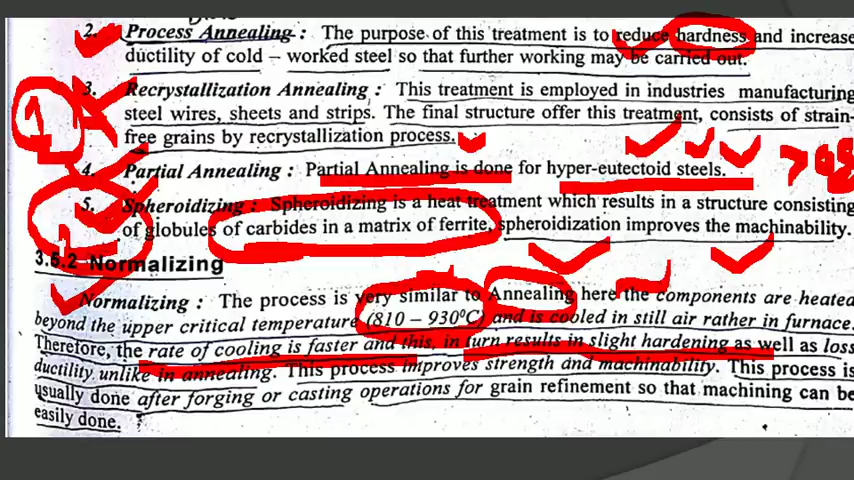 2. Process Annealing : The purpose of this treatment is to reduce hardness and increase
ductility of cold – worked steel so that further working may be carried out.
3. Recrystallization Annealing : This treatment is employed in industries manufacturing
steel wires, sheets and strips. The final structure offer this treatment, consists of strain-
free grains by recrystallization process.
4. Partial Annealing : Partial Annealing is done for hyper-eutectoid steels.
5. Spheroidizing : Spheroidizing is a heat treatment which results in a structure consisting
of globules of carbides in a matrix of ferrite, spheroidization improves the machinability.
3.6.2 Normalizing
Normalizing : The process is very similar to Annealing here the components are heated
beyond the upper critical temperature (810 – 930ºC) and is cooled in still air rather in furnace.
Therefore, the rate of cooling is faster and this, in turn results in slight hardening as well as loss
ductility unlike in annealing. This process improves strength and machinability. This process is
usually done after forging or casting operations for grain refinement so that machining can be
easily done.